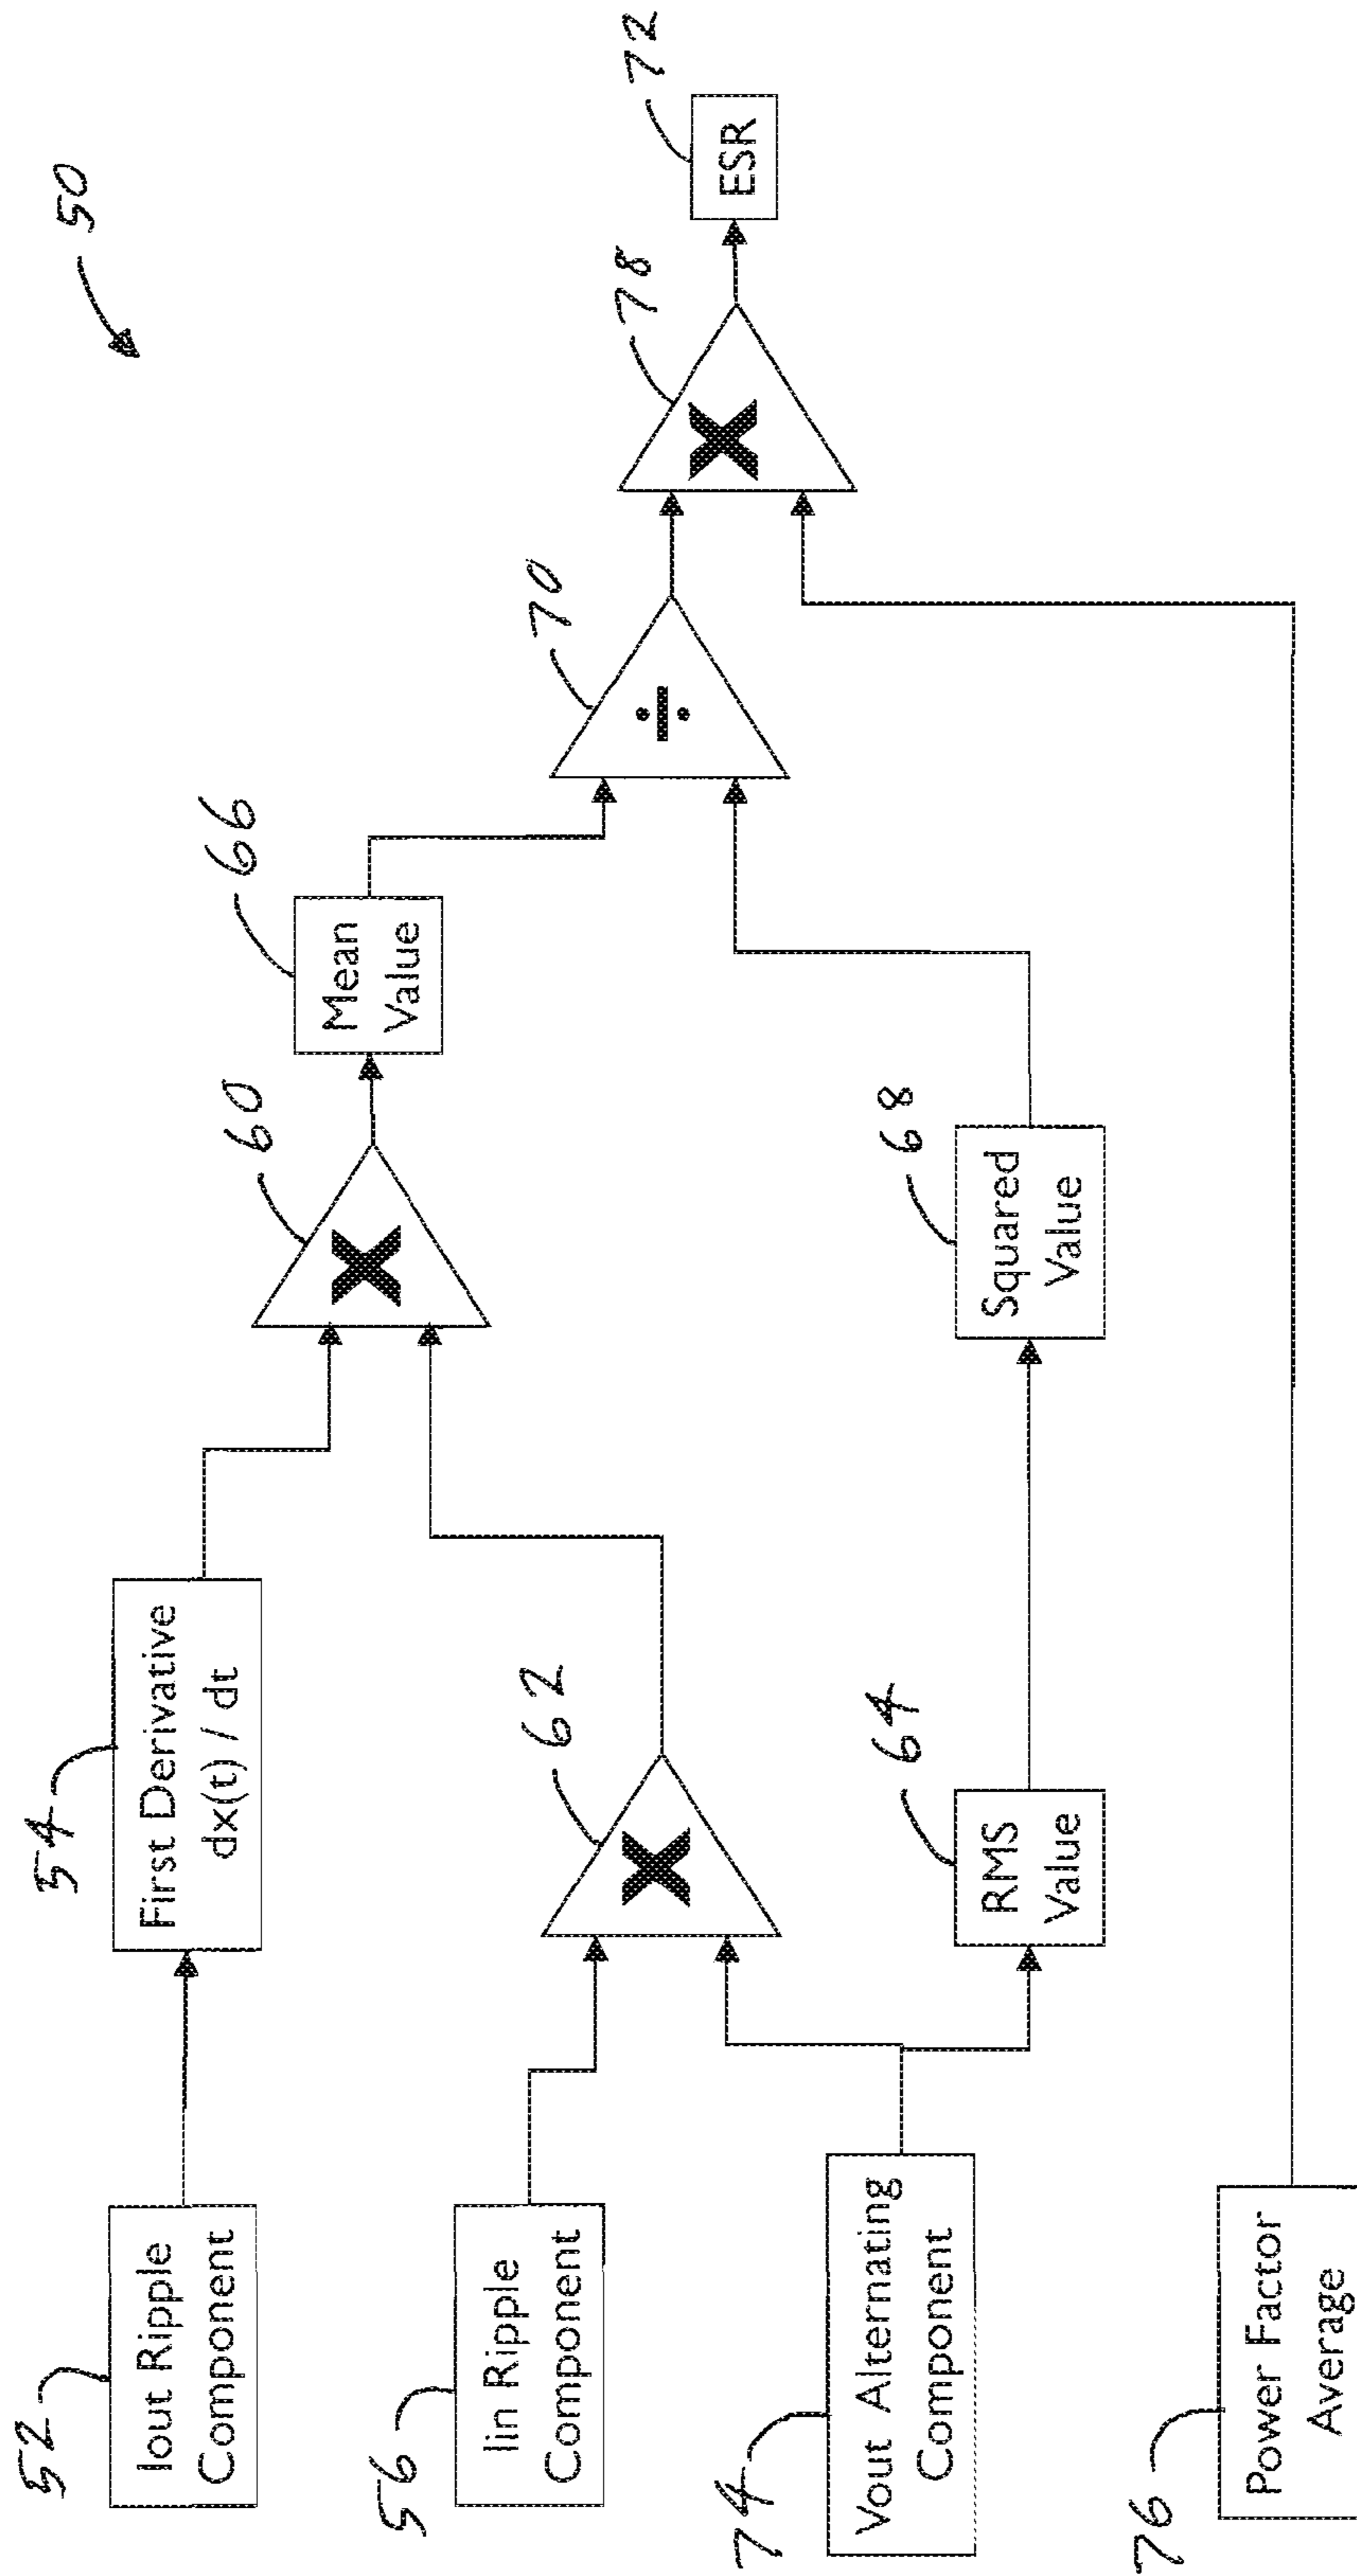 50
52
Iout Ripple
Component
54
First Derivative
dx(t) / dt
56
Iin Ripple
Component
62
60
66
Mean
Value
70
÷
78
72
ESR
74
Vout Alternating
Component
64
RMS
Value
68
Squared
Value
76
Power Factor
Average